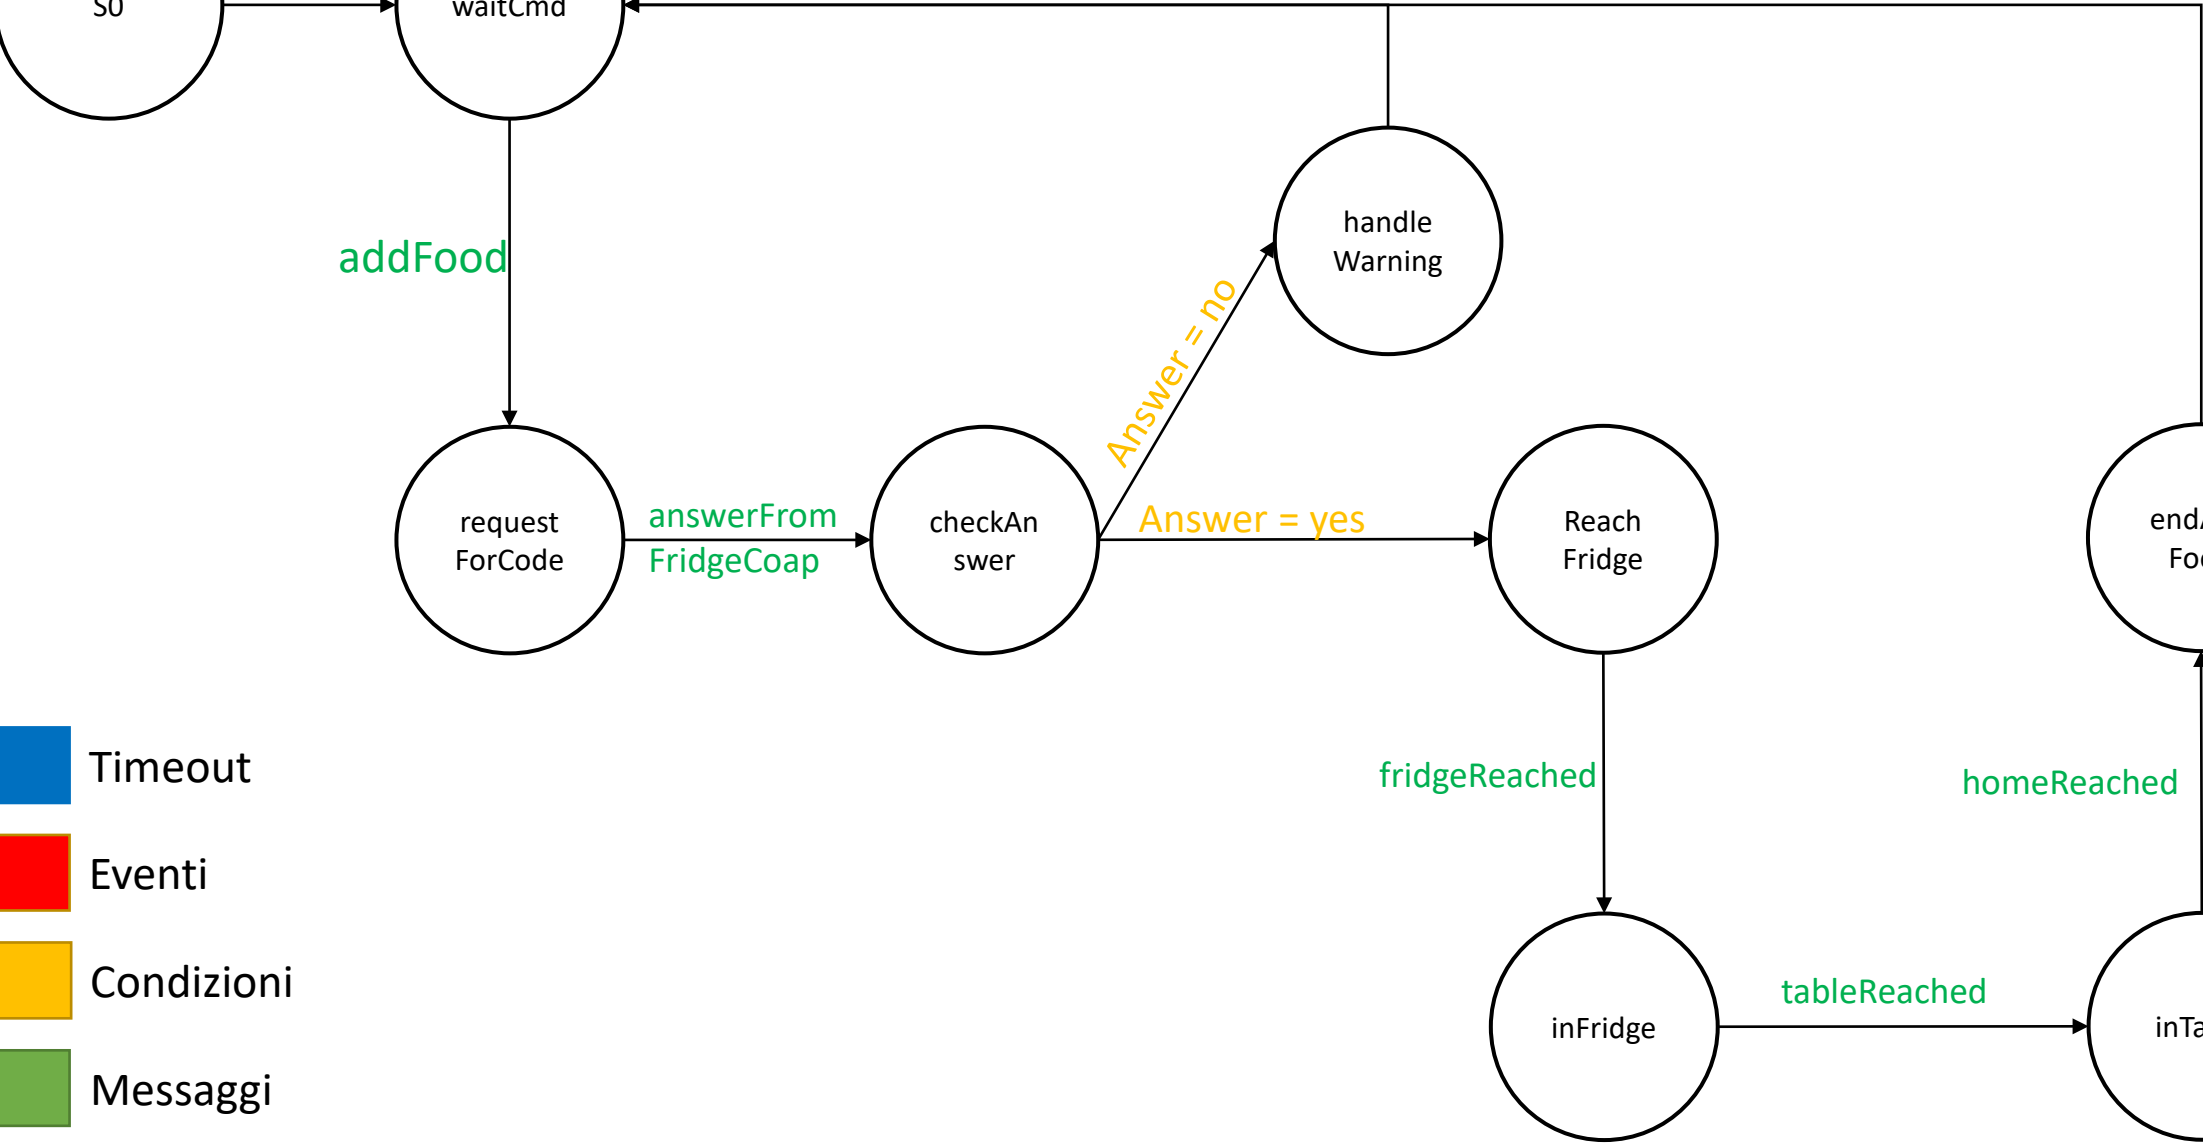 S0
waitCmd
handle
Warning
addFood
Answer = no
request
ForCode
answerFrom
FridgeCoap
checkAn
swer
Answer = yes
Reach
Fridge
Timeout
fridgeReached
homeReached
Eventi
Condizioni
tableReached
inFridge
Messaggi